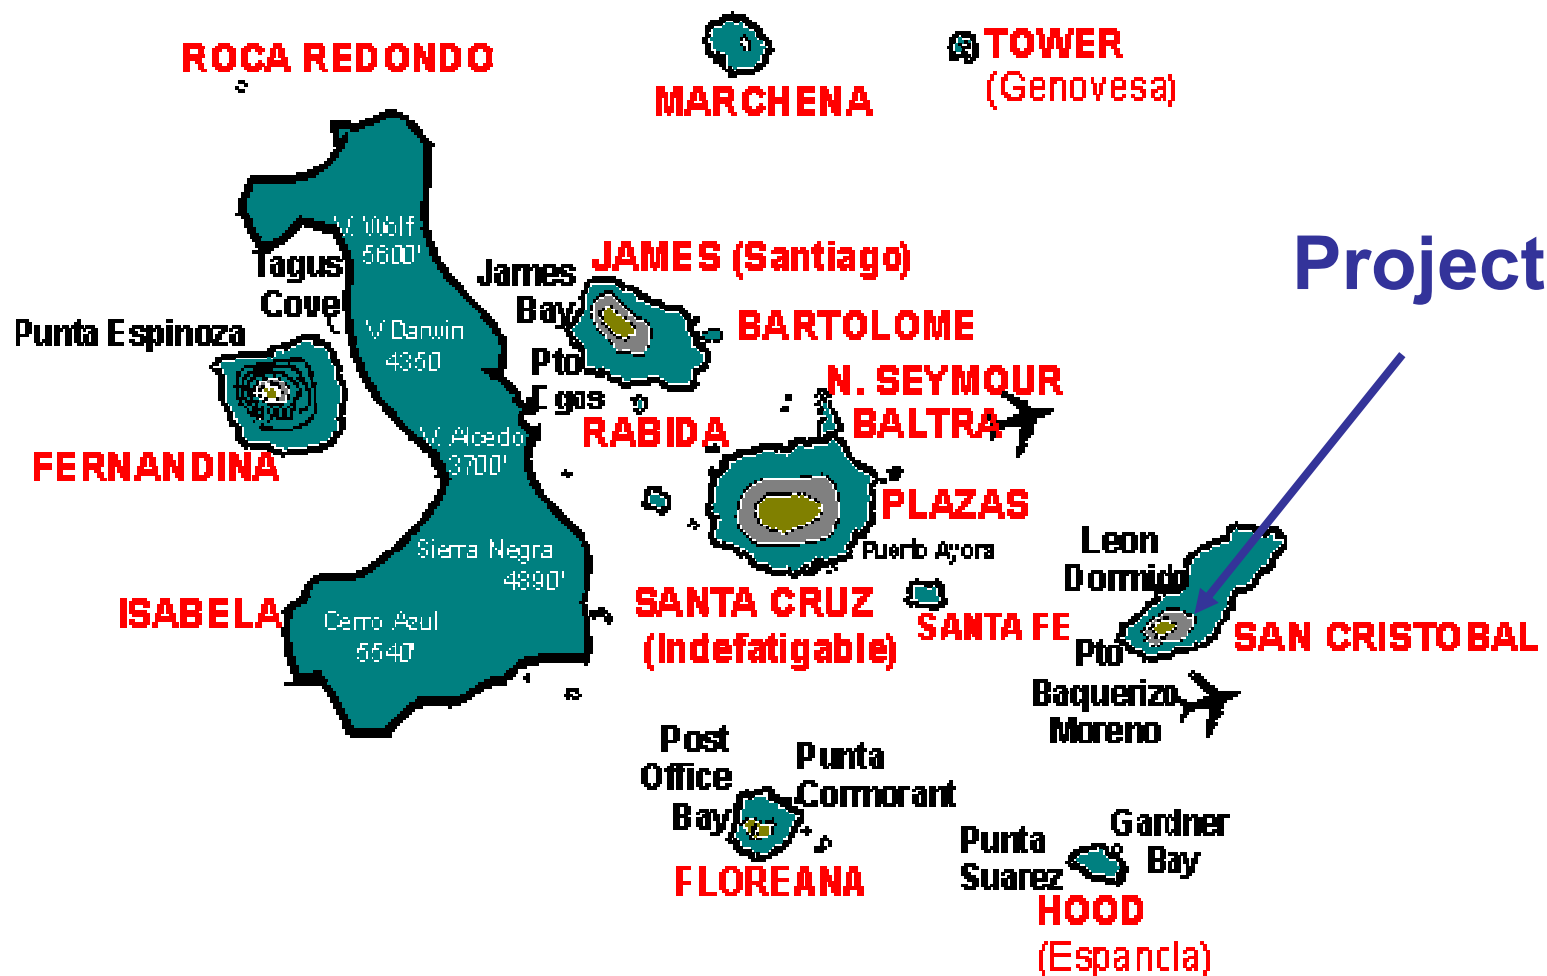 ROCA REDONDO
MARCHENA
TOWER
(Genovesa)
Project
V. Wolf
5600'
Tagus
Cove
James
Bay
JAMES (Santiago)
BARTOLOME
Punta Espinoza
V Darwin
4350'
Pto
Egas
N. SEYMOUR
BALTRA
RABIDA
FERNANDINA
V. Alcedo
3700'
PLAZAS
Puerto Ayora
Sierra Negra
4890'
Leon
Dormido
ISABELA
Cerro Azul
5540'
SANTA CRUZ
(Indefatigable)
SANTA FE
SAN CRISTOBAL
Pto
Baquerizo
Moreno
Post
Office
Bay
Punta
Cormorant
FLOREANA
Punta
Suarez
Gardner
Bay
HOOD
(Espancla)